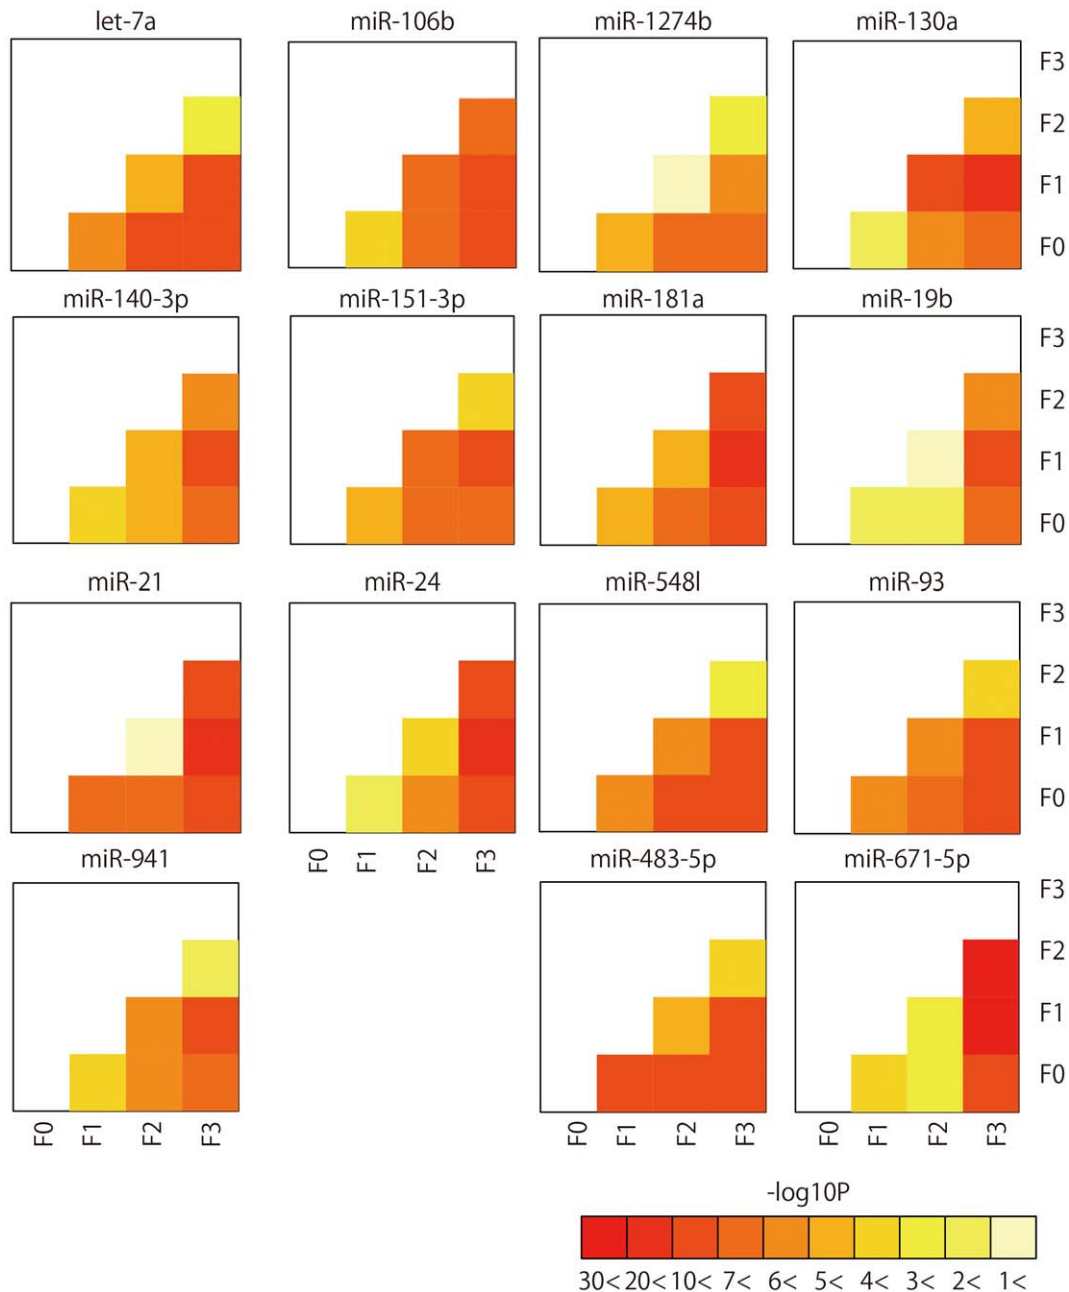 let-7a miR-106b miR-1274b miR-130a
F3
F2
F1
F0
miR-140-3p miR-151-3p miR-181a miR-19b
F3
F2
F1
F0
miR-21 miR-24 miR-548l miR-93
F3
F2
F1
F0
F0 F1 F2 F3
miR-941 miR-483-5p miR-671-5p
F3
F2
F1
F0
F0 F1 F2 F3 F0 F1 F2 F3 F0 F1 F2 F3
-log10P
30< 20< 10< 7< 6< 5< 4< 3< 2< 1<